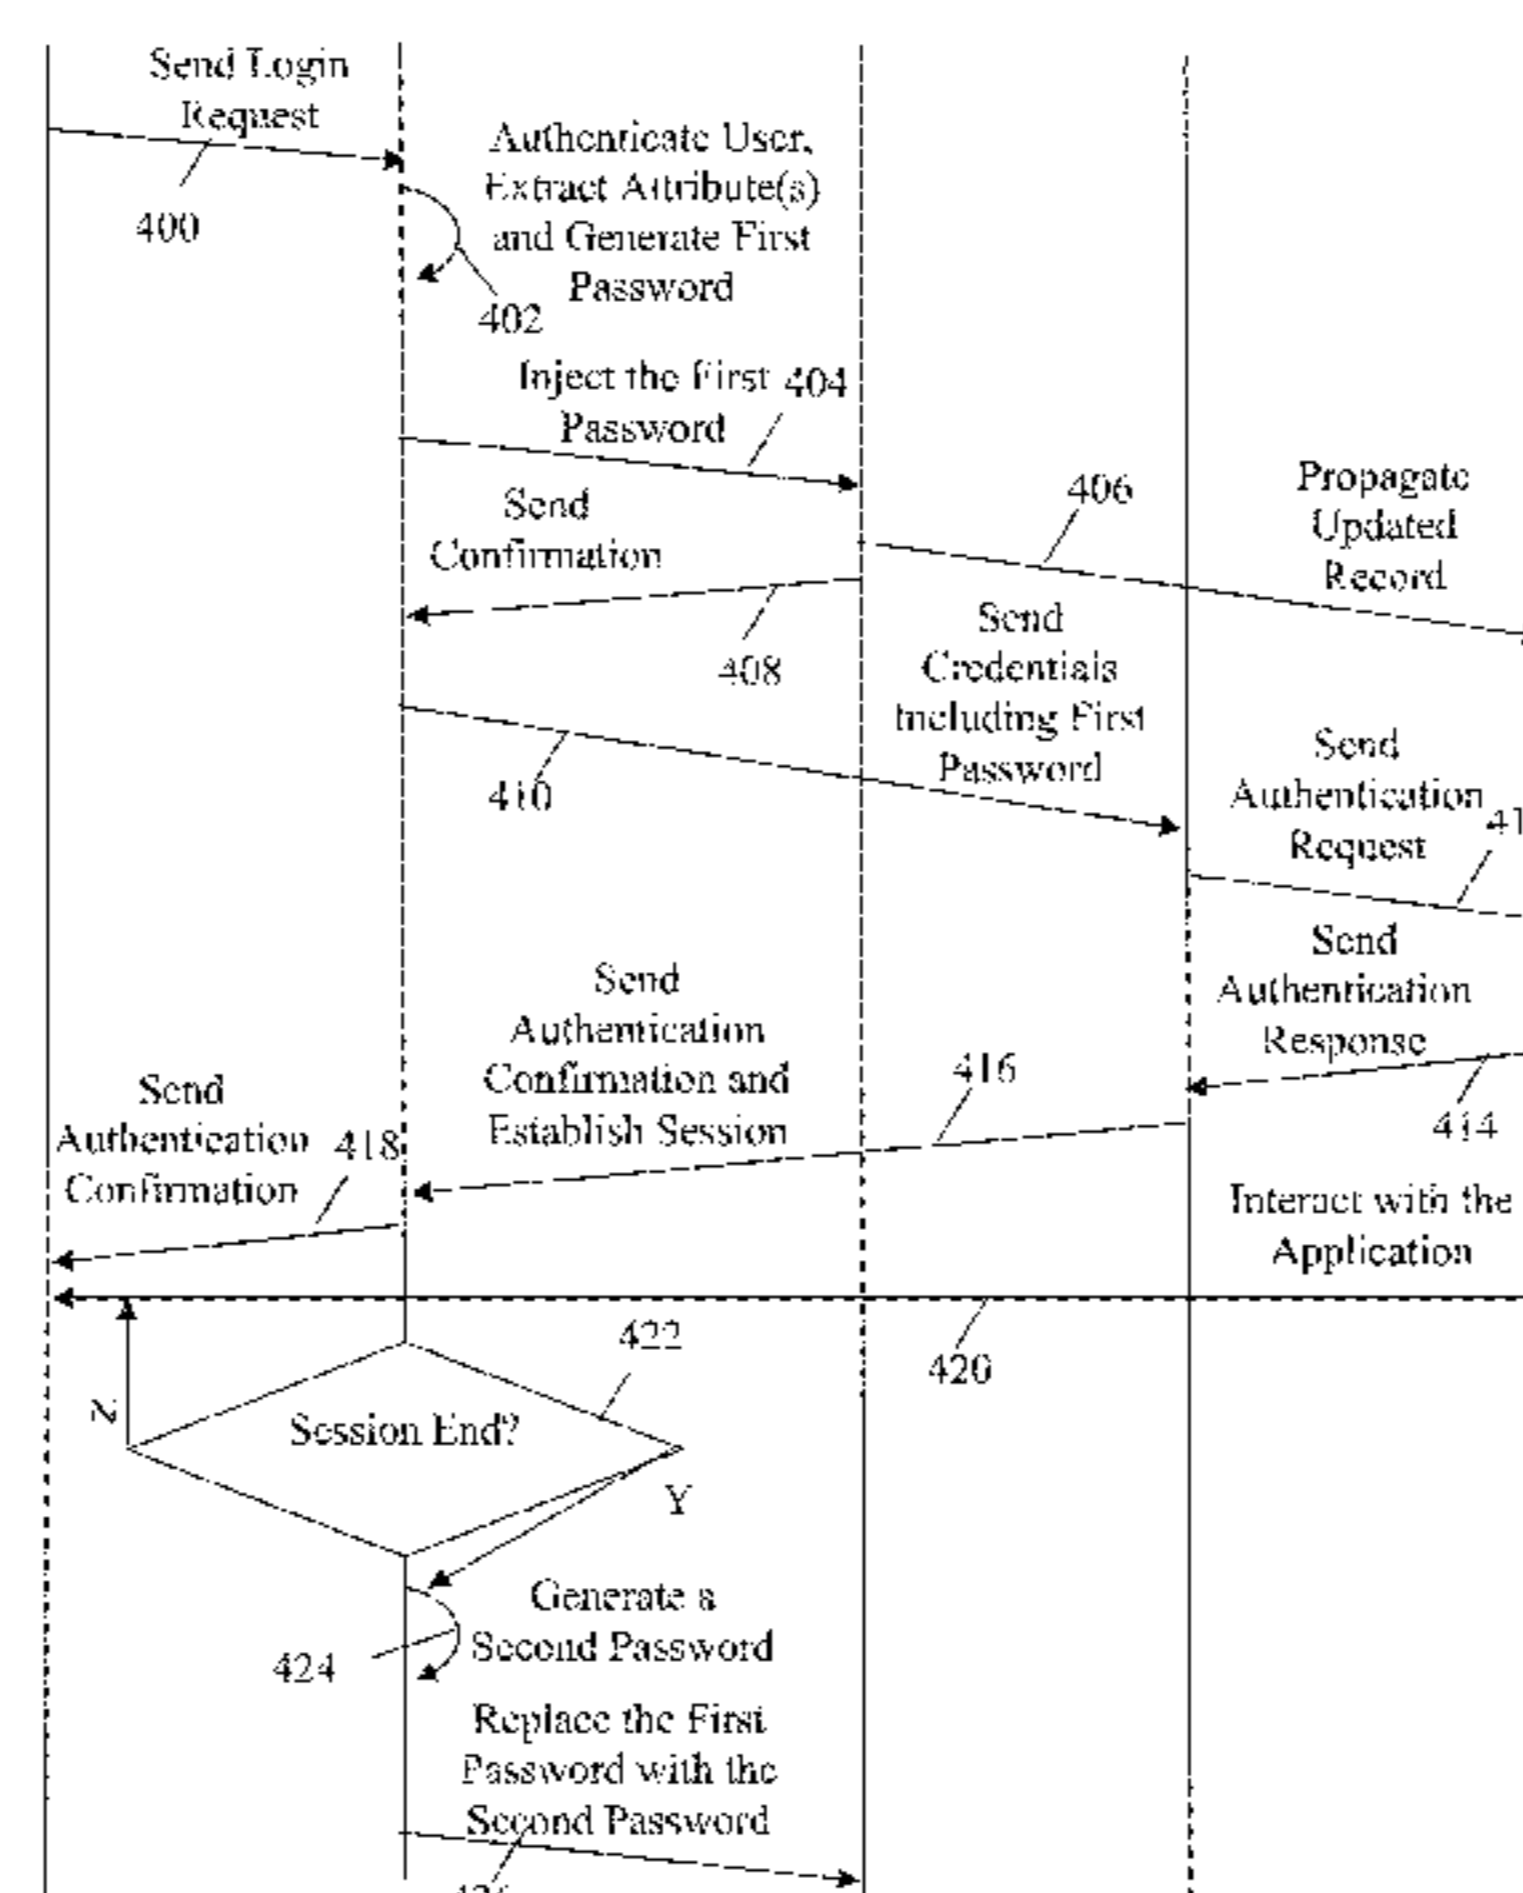 Send Login
Request
400
Authenticate User,
Extract Attribute(s)
and Generate First
Password
402
Inject the First
Password
404
Send
Confirmation
406
Propagate
Updated
Record
408
Send
Credentials
Including First
Password
410
Send
Authentication
Request
41
Send
Authentication
Response
414
Send
Authentication
Confirmation and
Establish Session
416
Send
Authentication
Confirmation
418
Interact with the
Application
420
422
Session End?
N
Y
Generate a
Second Password
424
Replace the First
Password with the
Second Password